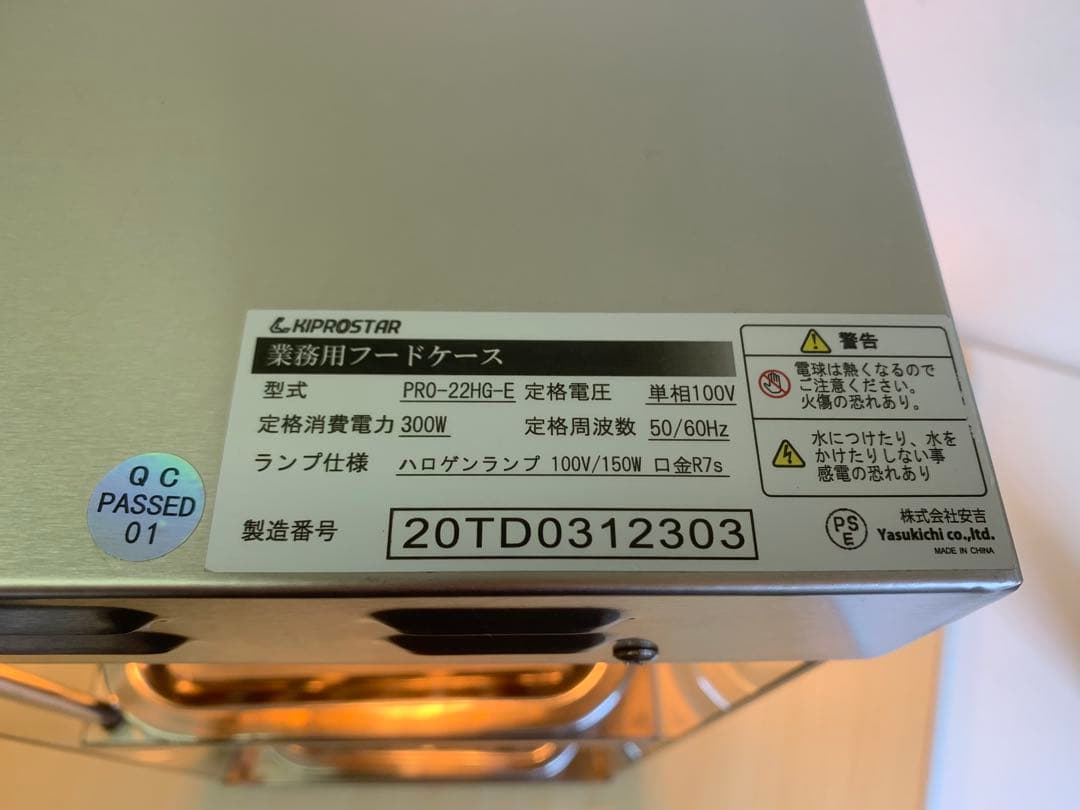 KIPROSTAR
業務用フードケース
型式 PRO-22HG-E 定格電圧 単相100V
定格消費電力 300W 定格周波数 50/60Hz
ランプ仕様 ハロゲンランプ 100V/150W 口金R7s
製造番号 20TD0312303
警告
電球は熱くなるので
ご注意ください。
火傷の恐れあり。
水につけたり、水を
かけたりしない事
感電の恐れあり
PS
E
株式会社安吉
Yasukichi co.,ltd.
MADE IN CHINA
QC
PASSED
01